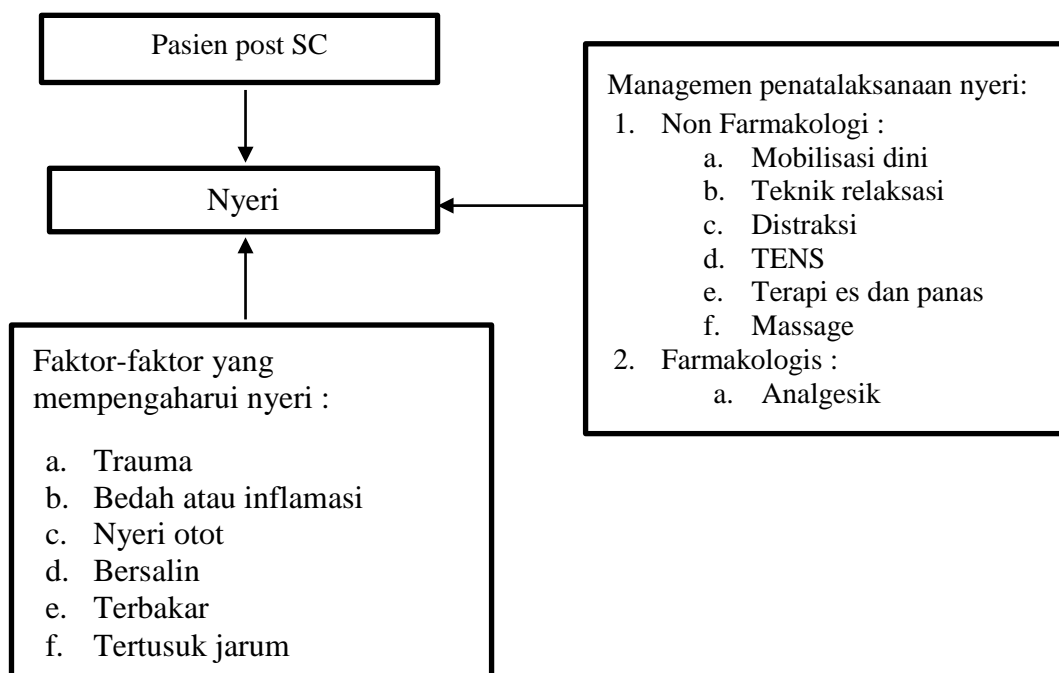 Pasien post SC
Nyeri
Managemen penatalaksanaan nyeri:
1. Non Farmakologi :
a. Mobilisasi dini
b. Teknik relaksasi
c. Distraksi
d. TENS
e. Terapi es dan panas
f. Massage
2. Farmakologis :
a. Analgesik
Faktor-faktor yang
mempengaharui nyeri :
a. Trauma
b. Bedah atau inflamasi
c. Nyeri otot
d. Bersalin
e. Terbakar
f. Tertusuk jarum